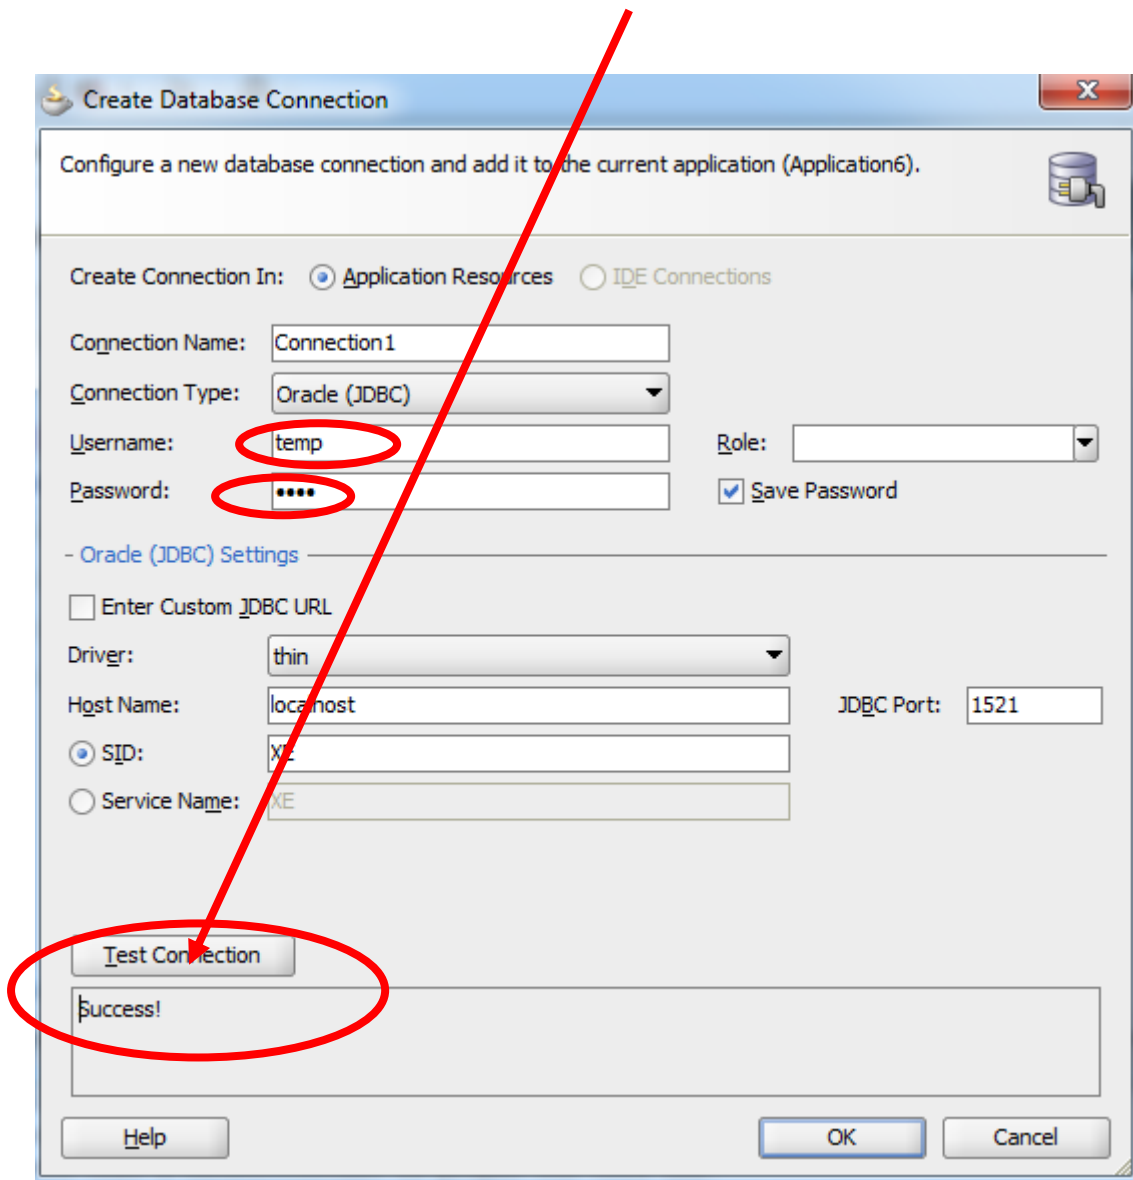 Create Database Connection
Configure a new database connection and add it to the current application (Application6).
Create Connection In: Application Resources IDE Connections
Connection Name: Connection1
Connection Type: Oracle (JDBC)
Username: temp Role:
Password: •••• Save Password
Oracle (JDBC) Settings
Enter Custom JDBC URL
Driver: thin
Host Name: localhost JDBC Port: 1521
SID: XE
Service Name: XE
Test Connection
Success!
Help OK Cancel